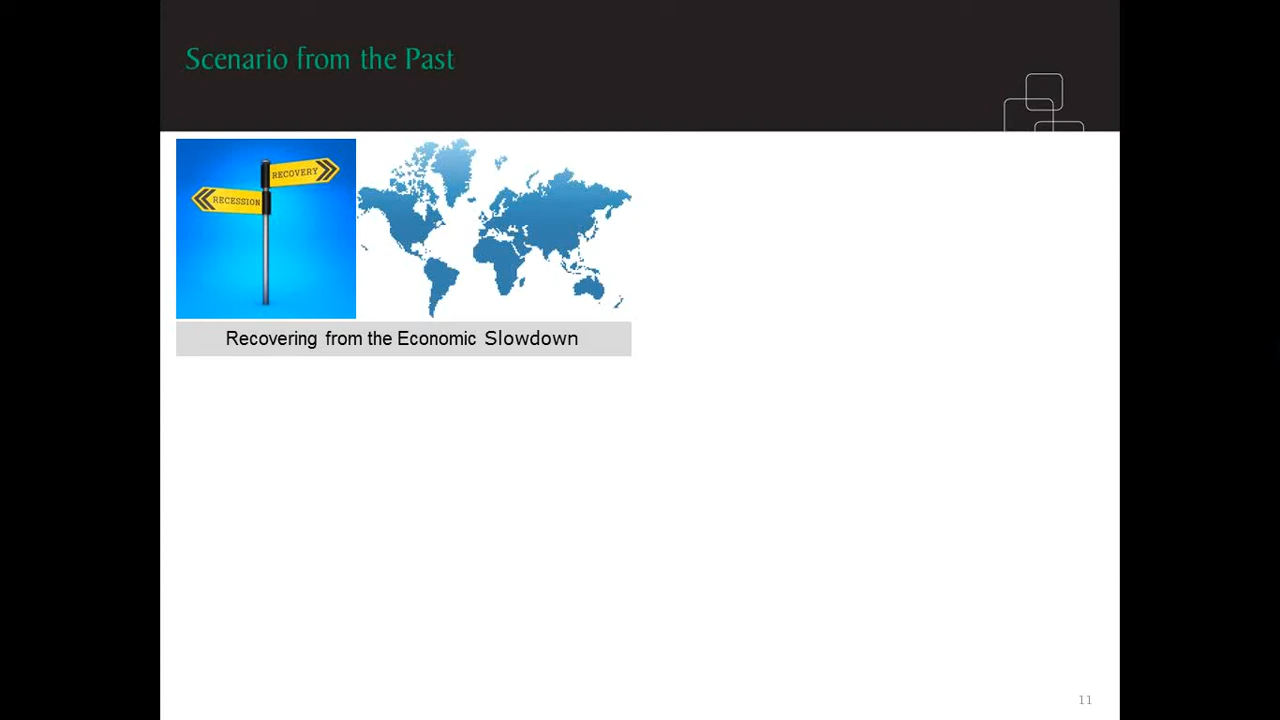 Scenario from the Past
RECOVERY
RECESSION
Recovering from the Economic Slowdown
11